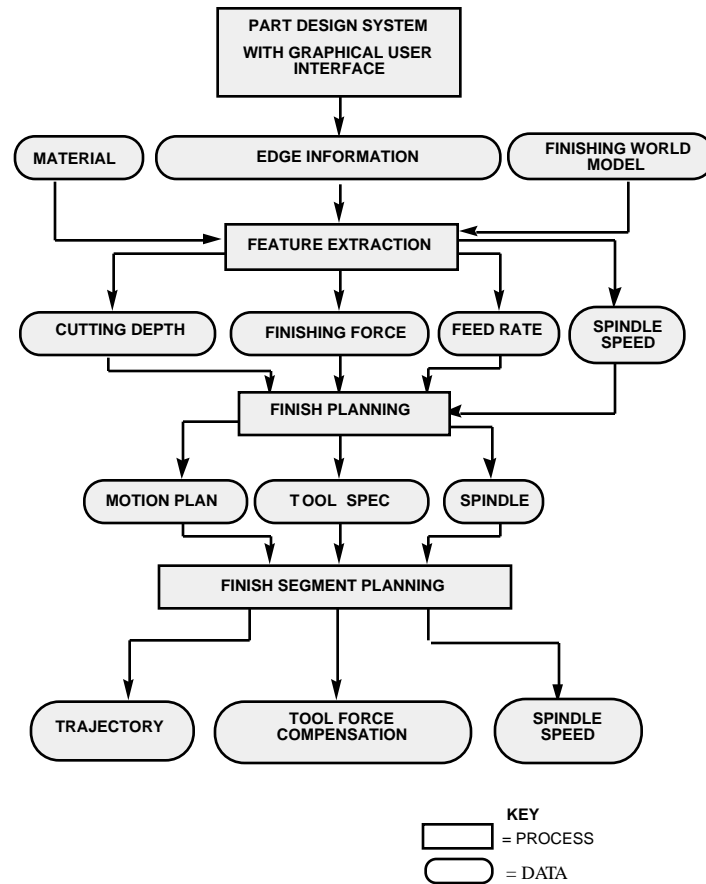 PART DESIGN SYSTEM
WITH GRAPHICAL USER
INTERFACE
MATERIAL
EDGE INFORMATION
FINISHING WORLD
MODEL
FEATURE EXTRACTION
CUTTING DEPTH
FINISHING FORCE
FEED RATE
SPINDLE
SPEED
FINISH PLANNING
MOTION PLAN
TOOL SPEC
SPINDLE
FINISH SEGMENT PLANNING
TRAJECTORY
TOOL FORCE
COMPENSATION
SPINDLE
SPEED
KEY
= PROCESS
= DATA